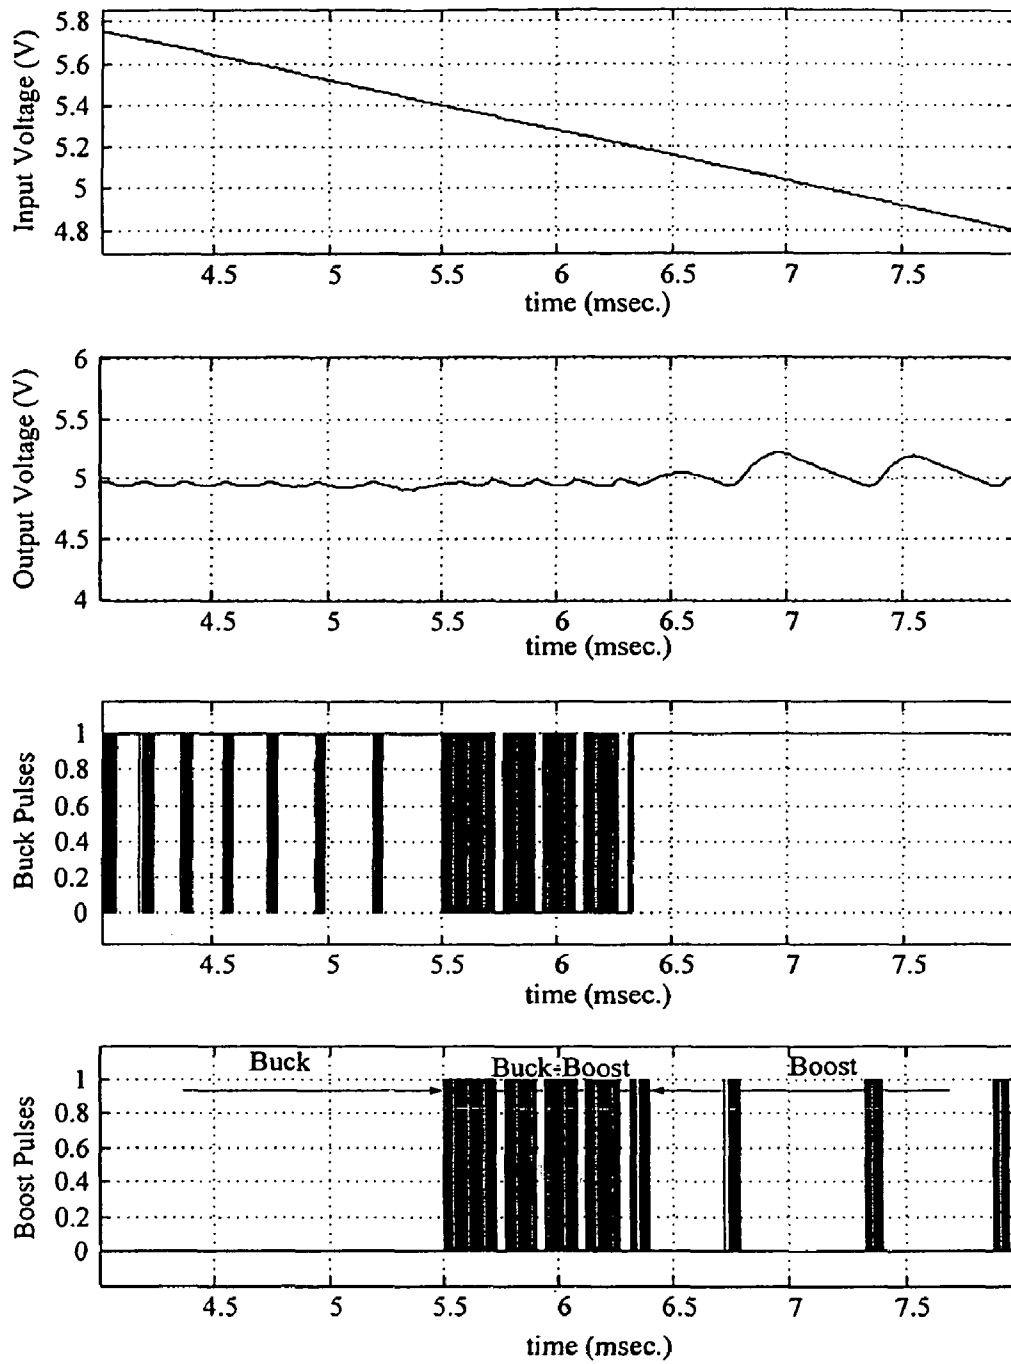 Input Voltage (V)
5.8
5.6
5.4
5.2
5
4.8
4.5 5 5.5 6 6.5 7 7.5
time (msec.)
Output Voltage (V)
6
5.5
5
4.5
4
4.5 5 5.5 6 6.5 7 7.5
time (msec.)
Buck Pulses
1
0.8
0.6
0.4
0.2
0
4.5 5 5.5 6 6.5 7 7.5
time (msec.)
Boost Pulses
1
0.8
0.6
0.4
0.2
0
Buck Buck-Boost Boost
4.5 5 5.5 6 6.5 7 7.5
time (msec.)